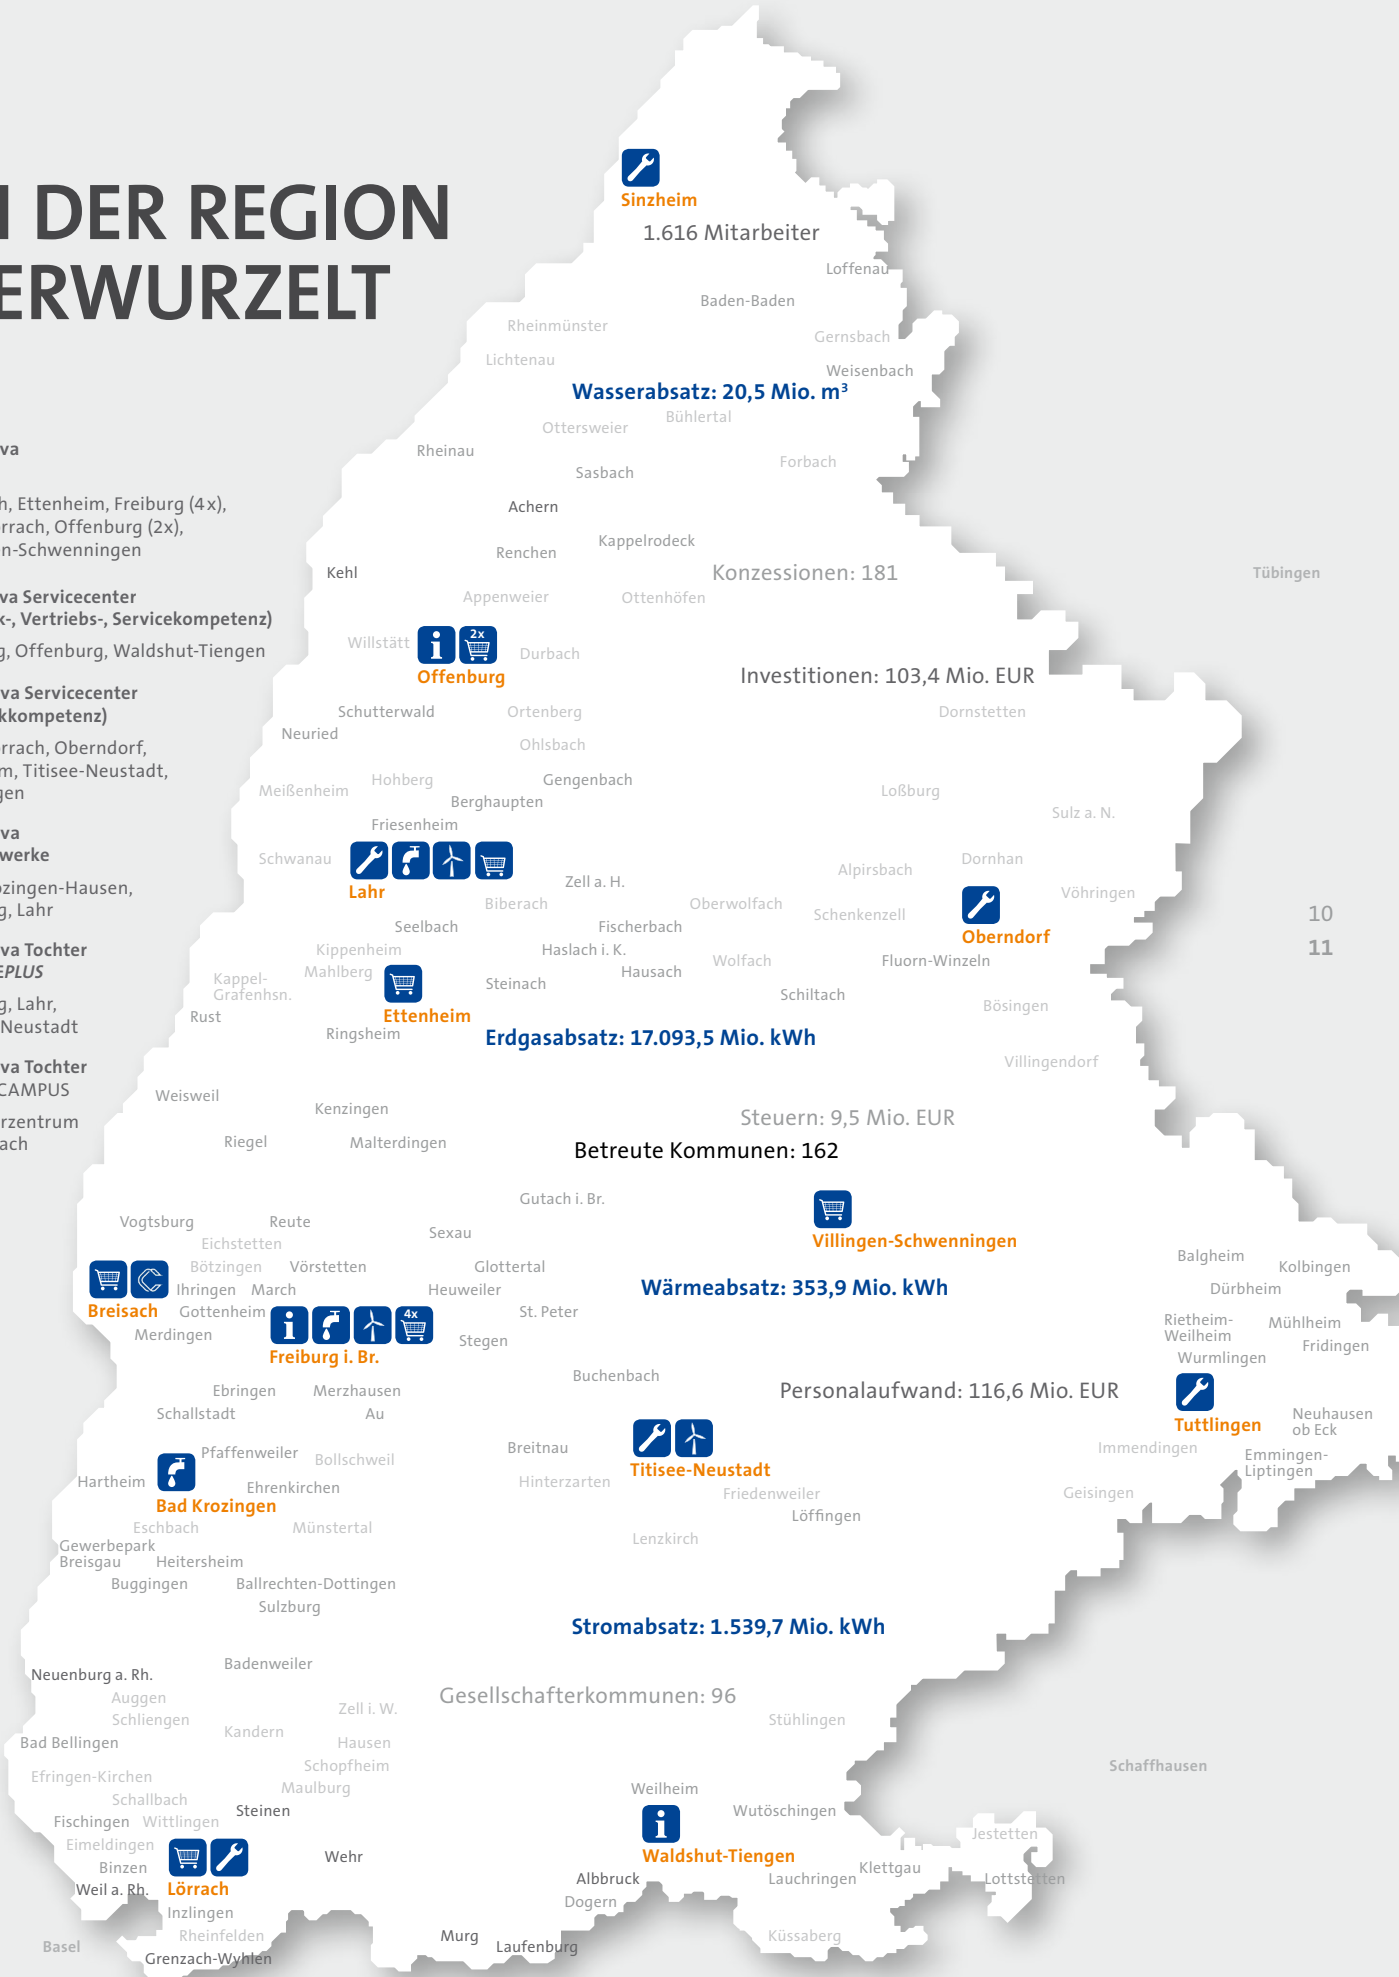 DER REGION
ERWURZELT
va
h, Ettenheim, Freiburg (4x),
rrach, Offenburg (2x),
n-Schwenningen
va Servicecenter
k-, Vertriebs-, Servicekompetenz)
g, Offenburg, Waldshut-Tiengen
va Servicecenter
kkompetenz)
rrach, Oberndorf,
m, Titisee-Neustadt,
gen
va
werke
ozingen-Hausen,
g, Lahr
va Tochter
EPLUS
g, Lahr,
Neustadt
va Tochter
CAMPUS
rzentrum
ach
Sinzheim
1.616 Mitarbeiter
Loffenau
Baden-Baden
Rheinmünster
Gernsbach
Lichtenau
Weisenbach
Wasserabsatz: 20,5 Mio. m³
Bühlertal
Ottersweier
Rheinau
Forbach
Sasbach
Achern
Kappelrodeck
Renchen
Kehl
Konzessionen: 181
Tübingen
Appenweier
Ottenhöfen
2x
Willstätt
Durbach
Offenburg
Investitionen: 103,4 Mio. EUR
Schutterwald
Ortenberg
Dornstetten
Neuried
Ohlsbach
Hohberg
Gengenbach
Meißenheim
Loßburg
Berghaupten
Sulz a. N.
Friesenheim
Schwanau
Dornhan
Alpirsbach
Zell a. H.
Lahr
Vöhringen
Biberach
Oberwolfach
Schenkenzell
10
Seelbach
Fischerbach
Oberndorf
Kippenheim
Haslach i. K.
11
Wolfach
Fluorn-Winzeln
Mahlberg
Hausach
Kappel-
Grafenhsn.
Steinach
Schiltach
Bösingen
Rust
Ettenheim
Ringsheim
Erdgasabsatz: 17.093,5 Mio. kWh
Villingendorf
Weisweil
Kenzingen
Steuern: 9,5 Mio. EUR
Riegel
Malterdingen
Betreute Kommunen: 162
Gutach i. Br.
Vogtsburg
Reute
Sexau
Eichstetten
Villingen-Schwenningen
Balgheim
Bötzingen
Vörstetten
Glottertal
Kolbingen
Ihringen
March
Heuweiler
Wärmeabsatz: 353,9 Mio. kWh
Dürbheim
Breisach
Gottenheim
4x
St. Peter
Rietheim-
Weilheim
Mühlheim
Merdingen
Stegen
Fridingen
Freiburg i. Br.
Wurmlingen
Buchenbach
Ebringen
Merzhausen
Personalaufwand: 116,6 Mio. EUR
Schallstadt
Au
Tuttlingen
Neuhausen
ob Eck
Pfaffenweiler
Bollschweil
Breitnau
Immendingen
Emmingen-
Liptingen
Hartheim
Ehrenkirchen
Hinterzarten
Titisee-Neustadt
Friedenweiler
Geisingen
Bad Krozingen
Löffingen
Eschbach
Münstertal
Lenzkirch
Gewerbepark
Breisgau
Heitersheim
Buggingen
Ballrechten-Dottingen
Sulzburg
Stromabsatz: 1.539,7 Mio. kWh
Badenweiler
Neuenburg a. Rh.
Auggen
Gesellschafterkommunen: 96
Zell i. W.
Schliengen
Stühlingen
Kandern
Bad Bellingen
Hausen
Schopfheim
Schaffhausen
Efringen-Kirchen
Maulburg
Weilheim
Schallbach
Steinen
Wutöschingen
Fischingen
Wittlingen
Jestetten
Eimeldingen
Wehr
Waldshut-Tiengen
Binzen
Klettgau
Albbruck
Lauchringen
Lottstetten
Weil a. Rh.
Lörrach
Dogern
Inzlingen
Rheinfelden
Murg
Küssaberg
Basel
Laufenburg
Grenzach-Wyhlen